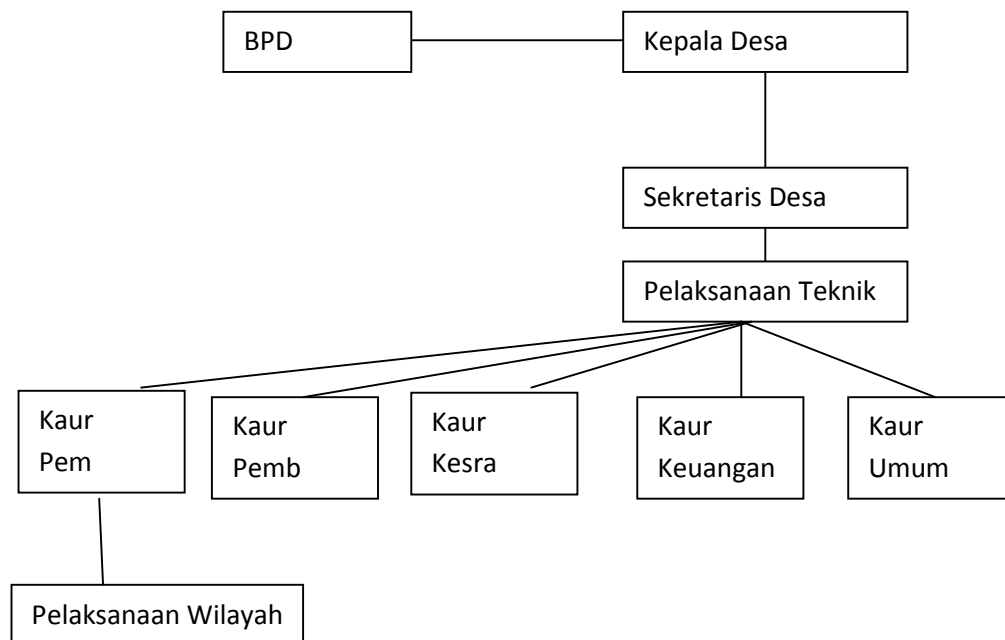 BPD
Kepala Desa
Sekretaris Desa
Pelaksanaan Teknik
Kaur
Pem
Kaur
Pemb
Kaur
Kesra
Kaur
Keuangan
Kaur
Umum
Pelaksanaan Wilayah